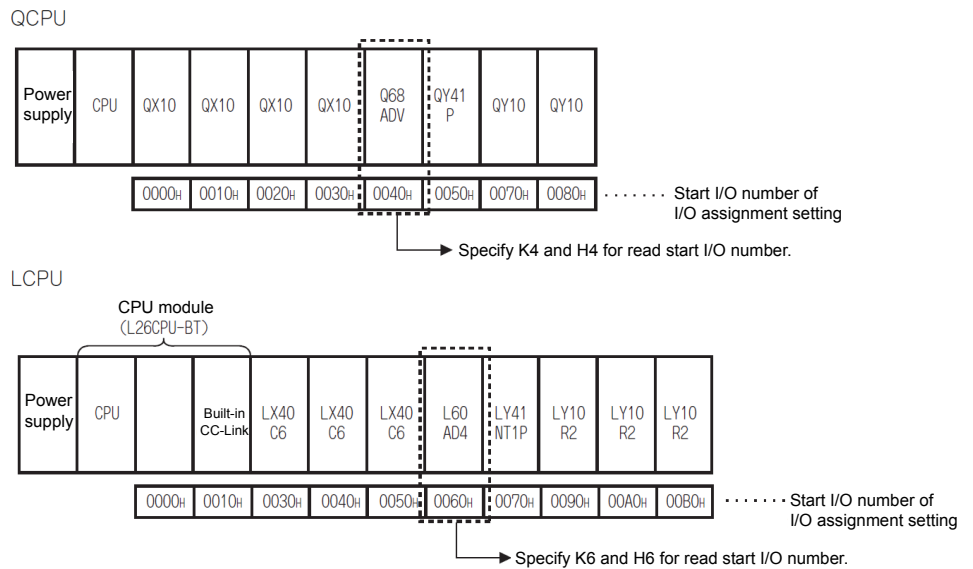 QCPU
Power supply
CPU
QX10
QX10
QX10
QX10
Q68 ADV
QY41 P
QY10
QY10
0000H
0010H
0020H
0030H
0040H
0050H
0070H
0080H
Start I/O number of
I/O assignment setting
Specify K4 and H4 for read start I/O number.
LCPU
CPU module
(L26CPU-BT)
Power supply
CPU
Built-in CC-Link
LX40 C6
LX40 C6
LX40 C6
L60 AD4
LY41 NT1P
LY10 R2
LY10 R2
LY10 R2
0000H
0010H
0030H
0040H
0050H
0060H
0070H
0090H
00A0H
00B0H
Start I/O number of
I/O assignment setting
Specify K6 and H6 for read start I/O number.